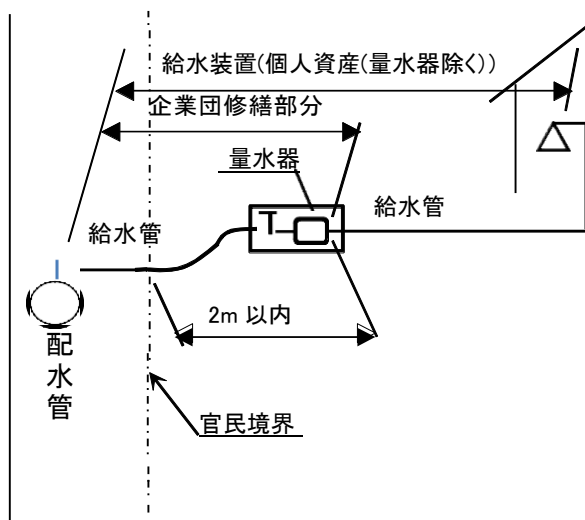 給水装置(個人資産(量水器除く))
企業団修繕部分
量水器
給水管
給水管
T
2m 以内
配水管
官民境界